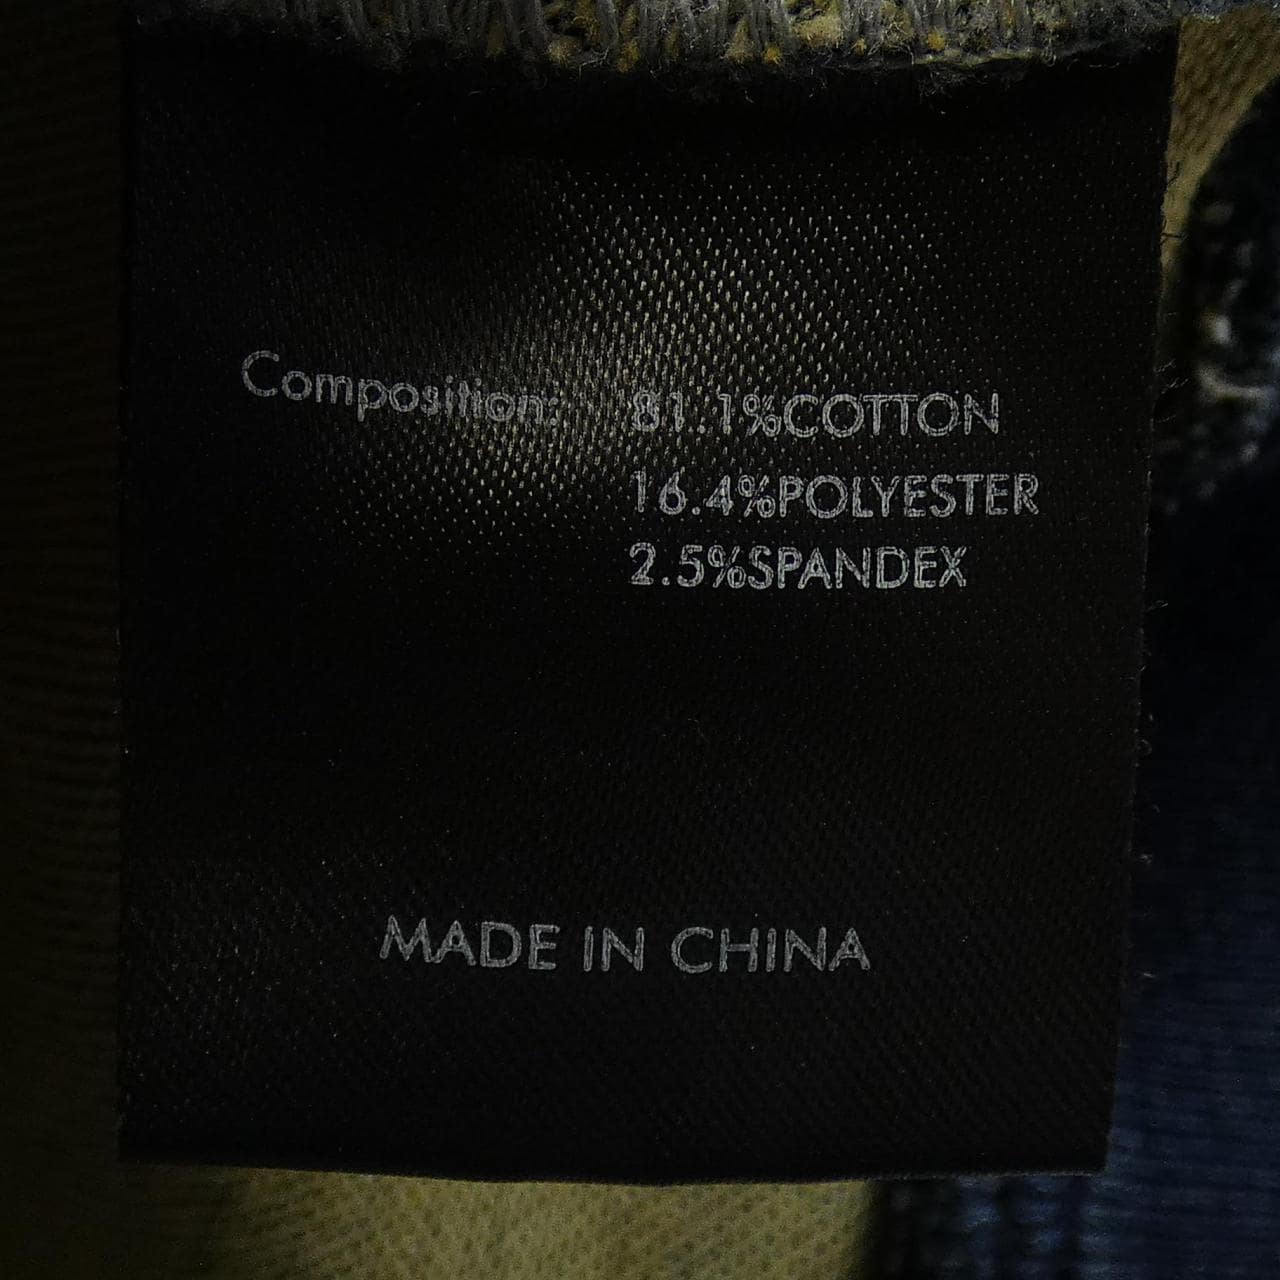 Composition: 81.1%COTTON
16.4%POLYESTER
2.5%SPANDEX
MADE IN CHINA